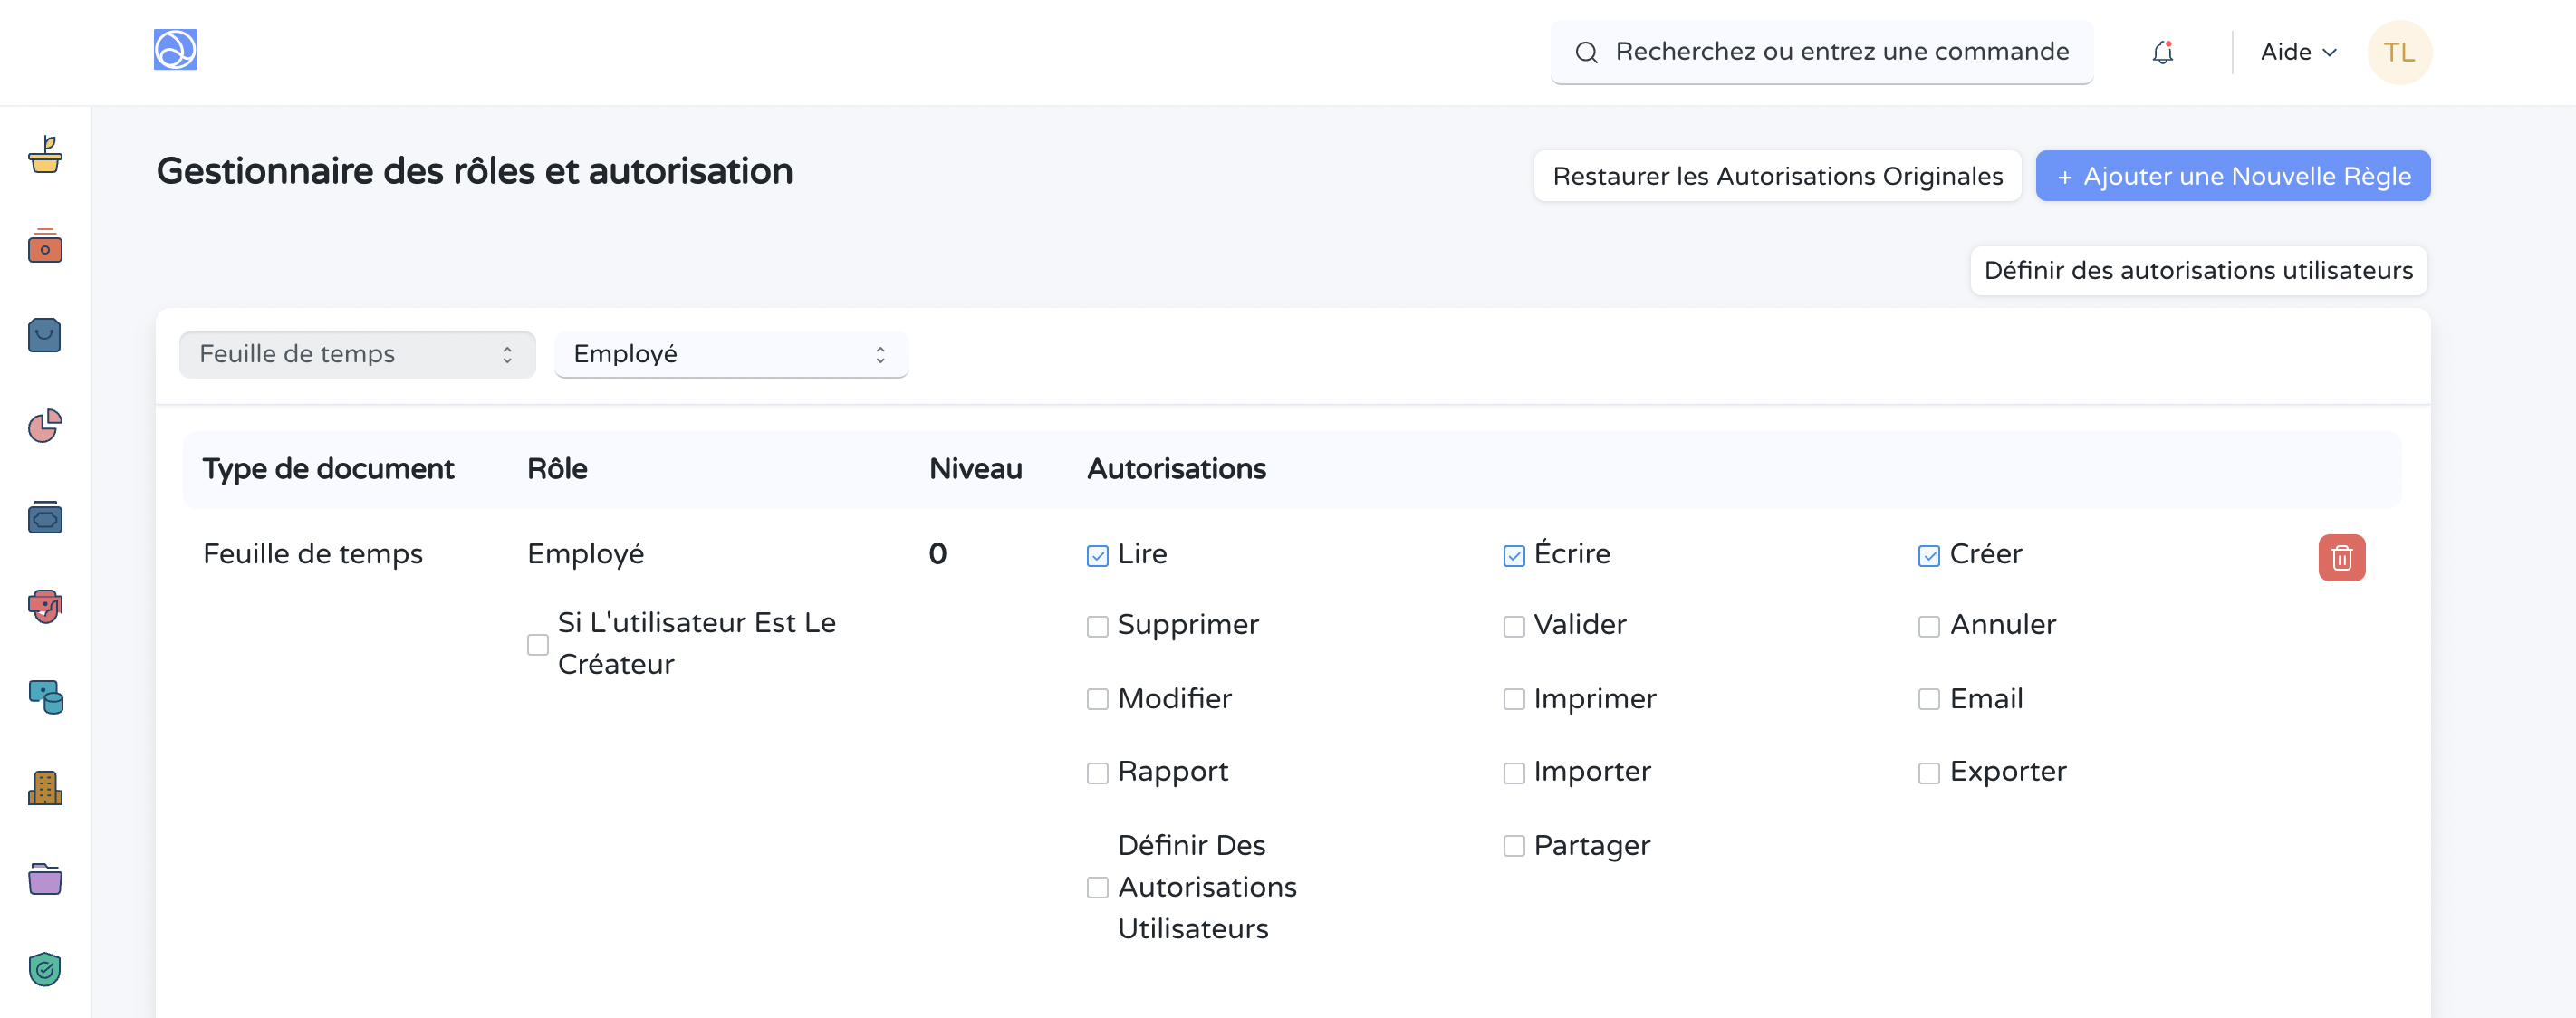 Recherchez ou entrez une commande
Aide
TL
Gestionnaire des rôles et autorisation
Restaurer les Autorisations Originales
+ Ajouter une Nouvelle Règle
Définir des autorisations utilisateurs
Feuille de temps
Employé
Type de document
Rôle
Niveau
Autorisations
Feuille de temps
Employé
0
Lire
Écrire
Créer
Si L'utilisateur Est Le
Créateur
Supprimer
Valider
Annuler
Modifier
Imprimer
Email
Rapport
Importer
Exporter
Définir Des
Autorisations
Utilisateurs
Partager